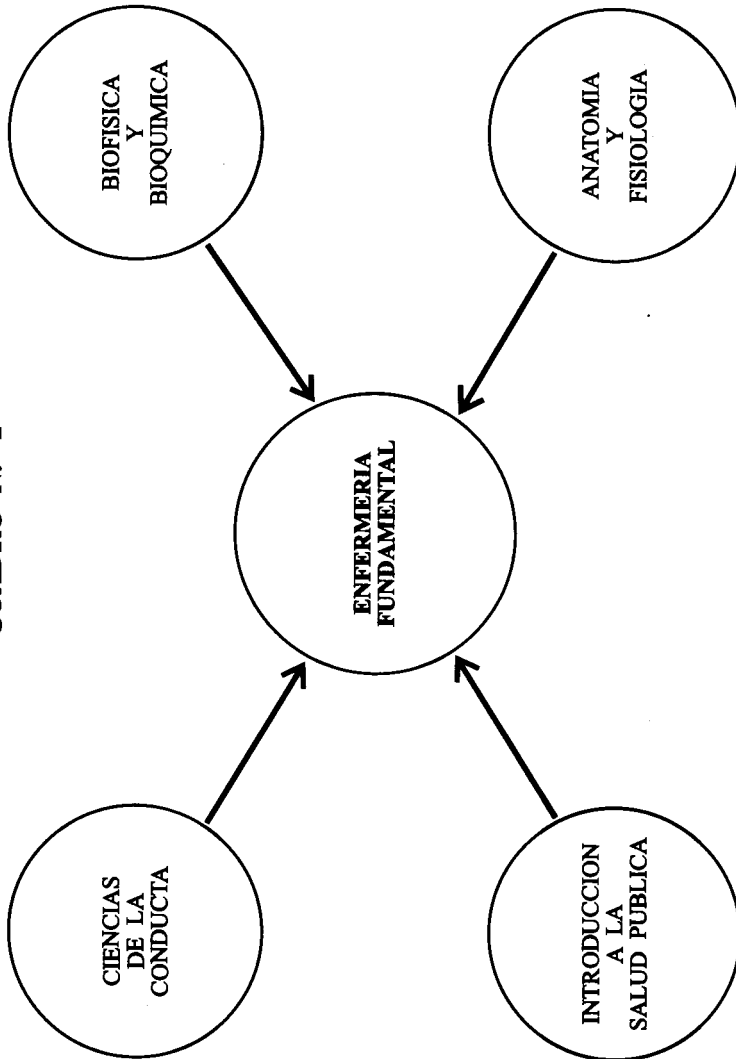 CIENCIAS
DE LA
CONDUCTA
BIOFISICA
Y
BIOQUIMICA
ENFERMERIA
FUNDAMENTAL
INTRODUCCION
A LA
SALUD PUBLICA
ANATOMIA
Y
FISIOLOGIA